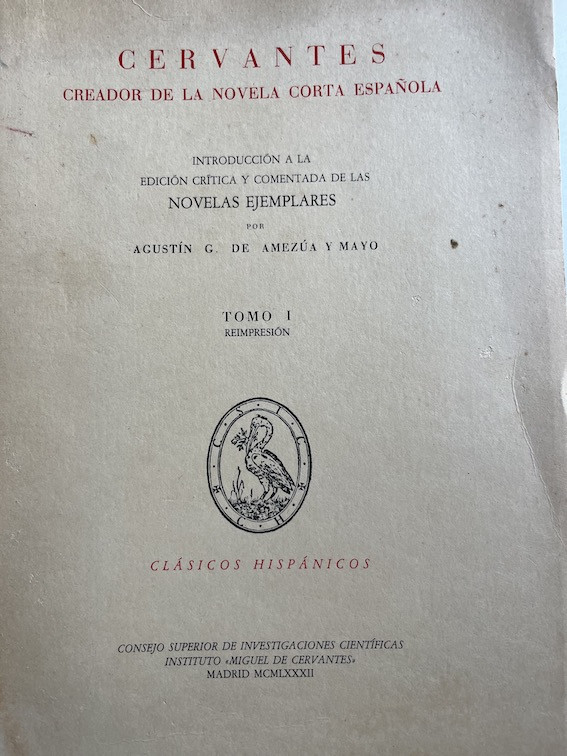 CERVANTES
CREADOR DE LA NOVELA CORTA ESPAÑOLA
INTRODUCCIÓN A LA
EDICIÓN CRÍTICA Y COMENTADA DE LAS
NOVELAS EJEMPLARES
POR
AGUSTÍN G. DE AMEZÚA Y MAYO
TOMO I
REIMPRESIÓN
C · S · I · C ·
C · H
CLÁSICOS HISPÁNICOS
CONSEJO SUPERIOR DE INVESTIGACIONES CIENTÍFICAS
INSTITUTO «MIGUEL DE CERVANTES»
MADRID MCMLXXXII